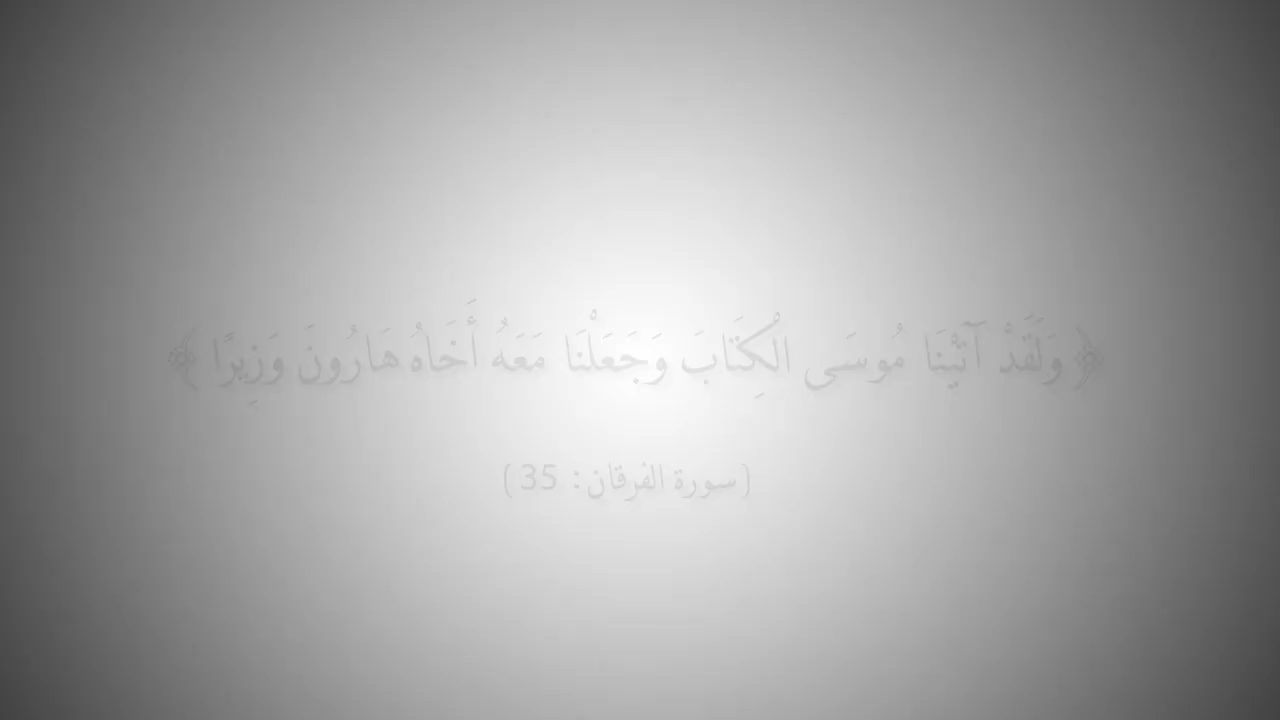 ﴿وَلَقَدْ آتَيْنَا مُوسَى الْكِتَابَ وَجَعَلْنَا مَعَهُ أَخَاهُ هَارُونَ وَزِيرًا ﴾
(سورة الفرقان: 35 )